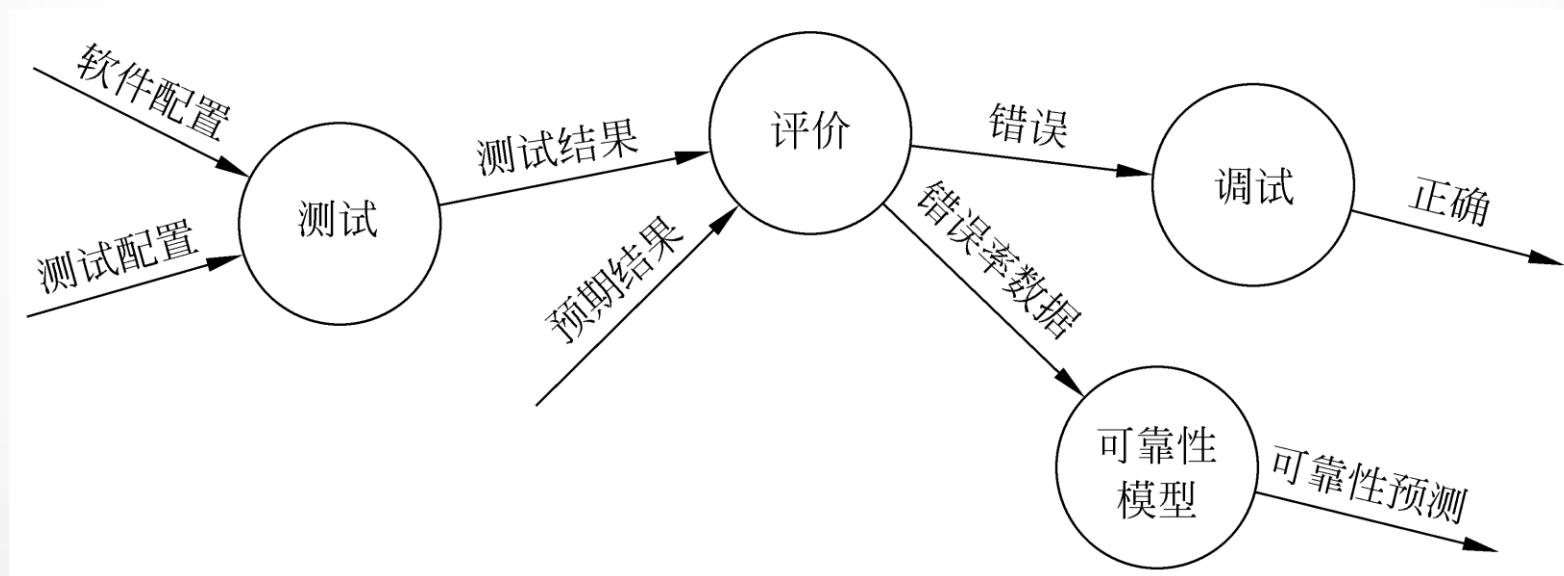 软件配置
测试配置
测试
测试结果
预期结果
评价
错误
错误率数据
调试
正确
可靠性
模型
可靠性预测